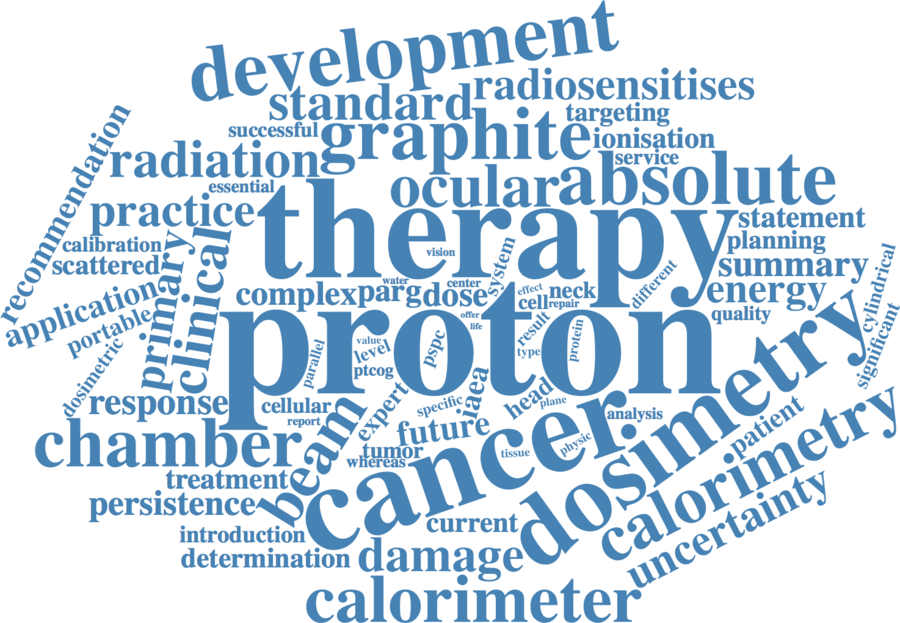 development
radiosensitises
standard
targeting
successful
graphite
ionisation
radiation
service
essential
ocular
absolute
recommendation
practice
therapy
statement
calibration
vision
planning
scattered
primary
clinical
system
different
summary
application
complex
parg
water
dose
center
effect
cell
repair
neck
energy
cylindrical
portable
proton
offer
life
result
quality
significant
dosimetric
parallel
value
level
pspc
type
protein
ptcog
response
cellular
report
expert
specific
iaea
head
plane
analysis
dosimetry
chamber
beam
future
cancer
tissue
physic
patient
calorimetry
tumor
whereas
treatment
persistence
current
uncertainty
introduction
determination
damage
calorimeter